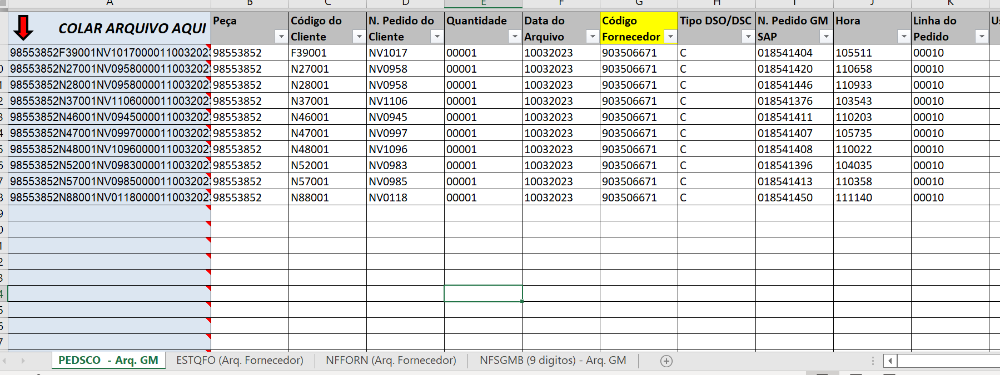 A B C D E F G H I J K
COLAR ARQUIVO AQUI Peça Código do Cliente N. Pedido do Cliente Quantidade Data do Arquivo Código Fornecedor Tipo DSO/DSC N. Pedido GM SAP Hora Linha do Pedido
98553852F39001NV1017000011003202 98553852 F39001 NV1017 00001 10032023 903506671 C 018541404 105511 00010
98553852N27001NV0958000011003202 98553852 N27001 NV0958 00001 10032023 903506671 C 018541420 110658 00010
98553852N28001NV0958000011003202 98553852 N28001 NV0958 00001 10032023 903506671 C 018541446 110933 00010
98553852N37001NV1106000011003202 98553852 N37001 NV1106 00001 10032023 903506671 C 018541376 103543 00010
98553852N46001NV0945000011003202 98553852 N46001 NV0945 00001 10032023 903506671 C 018541411 110203 00010
98553852N47001NV0997000011003202 98553852 N47001 NV0997 00001 10032023 903506671 C 018541407 105735 00010
98553852N48001NV1096000011003202 98553852 N48001 NV1096 00001 10032023 903506671 C 018541408 110022 00010
98553852N52001NV0983000011003202 98553852 N52001 NV0983 00001 10032023 903506671 C 018541396 104035 00010
98553852N57001NV0985000011003202 98553852 N57001 NV0985 00001 10032023 903506671 C 018541413 110358 00010
98553852N88001NV0118000011003202 98553852 N88001 NV0118 00001 10032023 903506671 C 018541450 111140 00010
PEDSCO - Arq. GM ESTQFO (Arq. Fornecedor) NFFORN (Arq. Fornecedor) NFSGMB (9 digitos) - Arq. GM